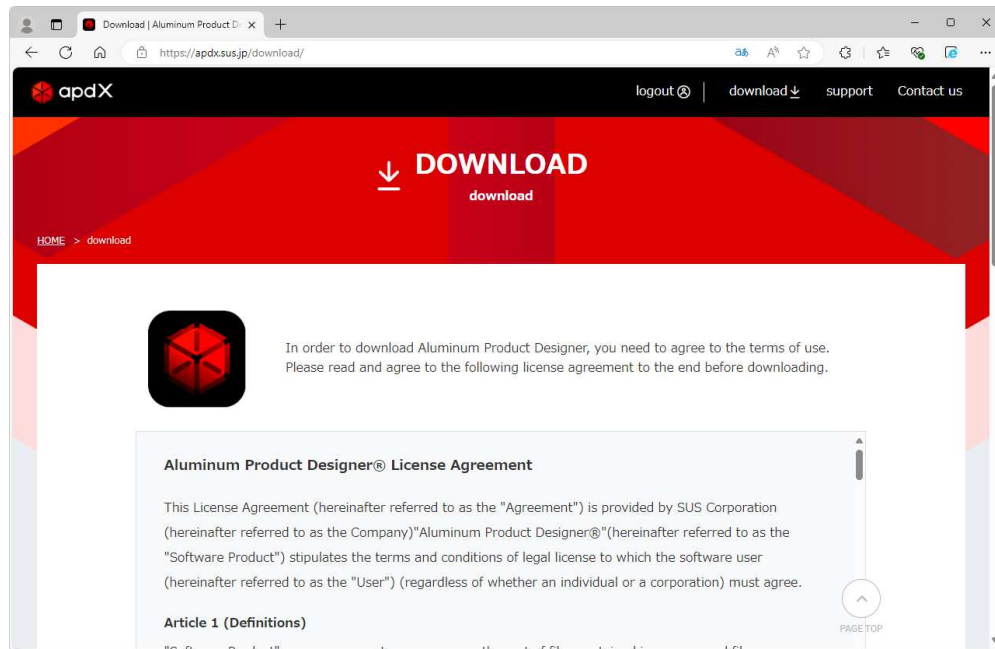 Download | Aluminum Product D
https://apdx.sus.jp/download/
apdX
logout
download
support
Contact us
DOWNLOAD
download
HOME > download
In order to download Aluminum Product Designer, you need to agree to the terms of use.
Please read and agree to the following license agreement to the end before downloading.
Aluminum Product Designer® License Agreement
This License Agreement (hereinafter referred to as the "Agreement") is provided by SUS Corporation
(hereinafter referred to as the Company)"Aluminum Product Designer®"(hereinafter referred to as the
"Software Product") stipulates the terms and conditions of legal license to which the software user
(hereinafter referred to as the "User") (regardless of whether an individual or a corporation) must agree.
Article 1 (Definitions)
PAGE TOP